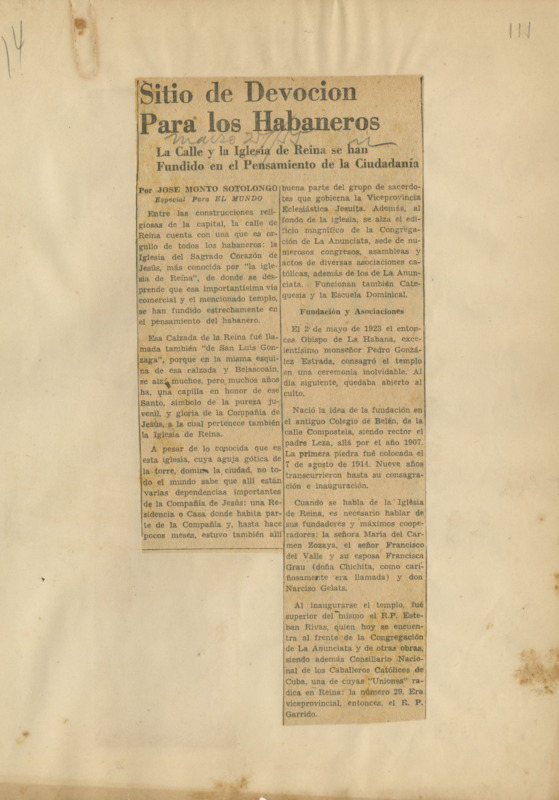 14
Sitio de Devocion
Para los Habaneros
La Calle y la Iglesia de Reina se han
Fundido en el Pensamiento de la Ciudadanía
Por JOSE MONTO SOTOLONGO
Especial Para EL MUNDO
Entre las construcciones reli-
giosas de la capital, la calle de
Reina cuenta con una que es or-
gullo de todos los habaneros: la
Iglesia del Sagrado Corazón de
Jesús, más conocida por "la igle-
sia de Reina", de donde se des-
prende que esa importantísima vía
comercial y el mencionado templo,
se han fundido estrechamente en
el pensamiento del habanero.
Esa Calzada de la Reina fué lla-
mada también "de San Luis Gon-
zaga", porque en la misma esqui-
na de esa calzada y Belascoaín,
se alzó muchos, pero muchos años
ha, una capilla en honor de ese
Santo, símbolo de la pureza ju-
venil, y gloria de la Compañía de
Jesús, a la cual pertenece también
la Iglesia de Reina.
A pesar de lo conocida que es
esta iglesia, cuya aguja gótica de
la torre, domina la ciudad, no to-
do el mundo sabe que allí están
varias dependencias importantes
de la Compañía de Jesús: una Re-
sidencia o Casa donde habita par-
te de la Compañía y, hasta hace
pocos meses, estuvo también allí
buena parte del grupo de sacerdo-
tes que gobierna la Viceprovincia
Eclesiástica Jesuíta. Además, al
fondo de la iglesia, se alza el edi-
ficio magnífico de la Congrega-
ción de La Anunciata, sede de nu-
merosos congresos, asambleas y
actos de diversas asociaciones ca-
tólicas, además de los de La Anun-
ciata. Funcionan también Cate-
quesia y la Escuela Dominical.
Fundación y Asociaciones
El 2 de mayo de 1923 el enton-
ces Obispo de La Habana, exce-
lentísimo monseñor Pedro Gonzá-
lez Estrada, consagró el templo
en una ceremonia inolvidable. Al
día siguiente, quedaba abierto al
culto.
Nació la idea de la fundación en
el antiguo Colegio de Belén, de la
calle Compostela, siendo rector el
padre Leza, allá por el año 1907.
La primera piedra fué colocada el
7 de agosto de 1914. Nueve años
transcurrieron hasta su consagra-
ción e inauguración.
Cuando se habla de la Iglesia
de Reina, es necesario hablar de
sus fundadores y máximos coope-
radores: la señora María del Car-
men Zozaya, el señor Francisco
del Valle y su esposa Francisca
Grau (doña Chichita, como cari-
ñosamente era llamada) y don
Narciso Gelats.
Al inaugurarse el templo, fué
superior del mismo el R.P. Este-
ban Rivas, quien hoy se encuen-
tra al frente de la Congregación
de La Anunciata y de otras obras,
siendo además Consiliario Nacio-
nal de los Caballeros Católicos de
Cuba, una de cuyas "Uniones" ra-
dica en Reina: la número 29. Era
viceprovincial, entonces, el R. P.
Garrido.